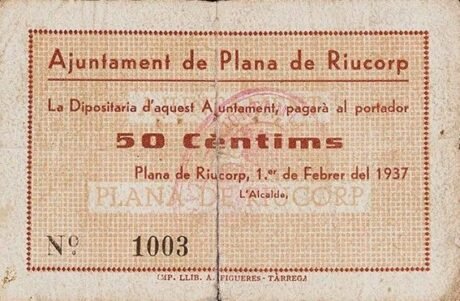 Ajuntament de Plana de Riucorp
La Dipositaria d'aquest Ajuntament, pagarà al portador
50 Cèntims
Plana de Riucorp, 1.er de Febrer del 1937
L'Alcalde,
PLANA DE RIUCORP
Nº. 1003
IMP. LLIB. A. FIGUERES - TÀRREGA